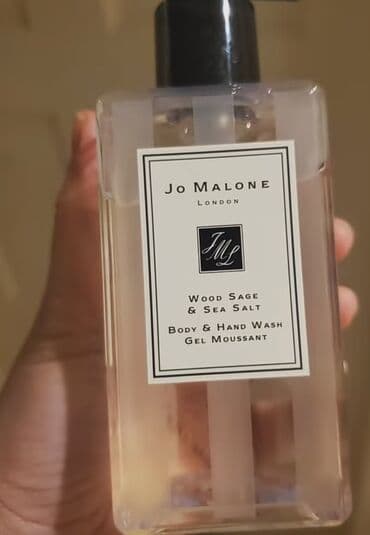 Jo Malone
London
JML
Wood Sage
& Sea Salt
Body & Hand Wash
Gel Moussant